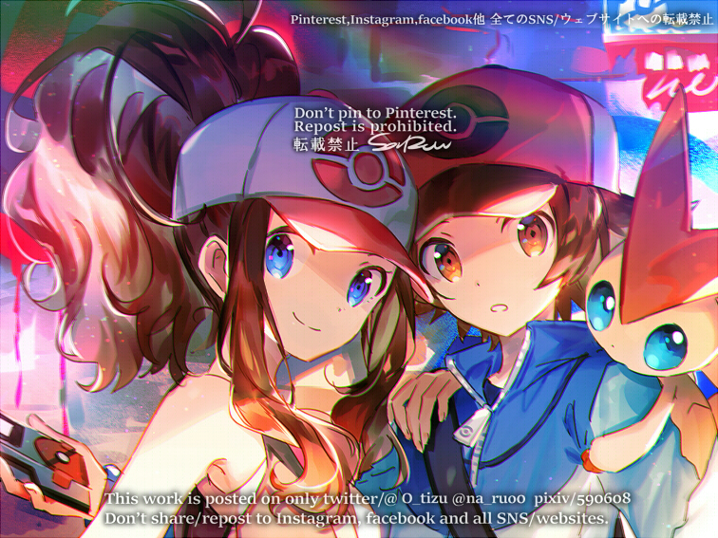 Pinterest,Instagram,facebook他 全てのSNS/ウェブサイトへの転載禁止
Don't pin to Pinterest.
Repost is prohibited.
転載禁止
This work is posted on only twitter/@ O_tizu @na_ruoo pixiv/590608
Don't share/repost to Instagram, facebook and all SNS/websites.